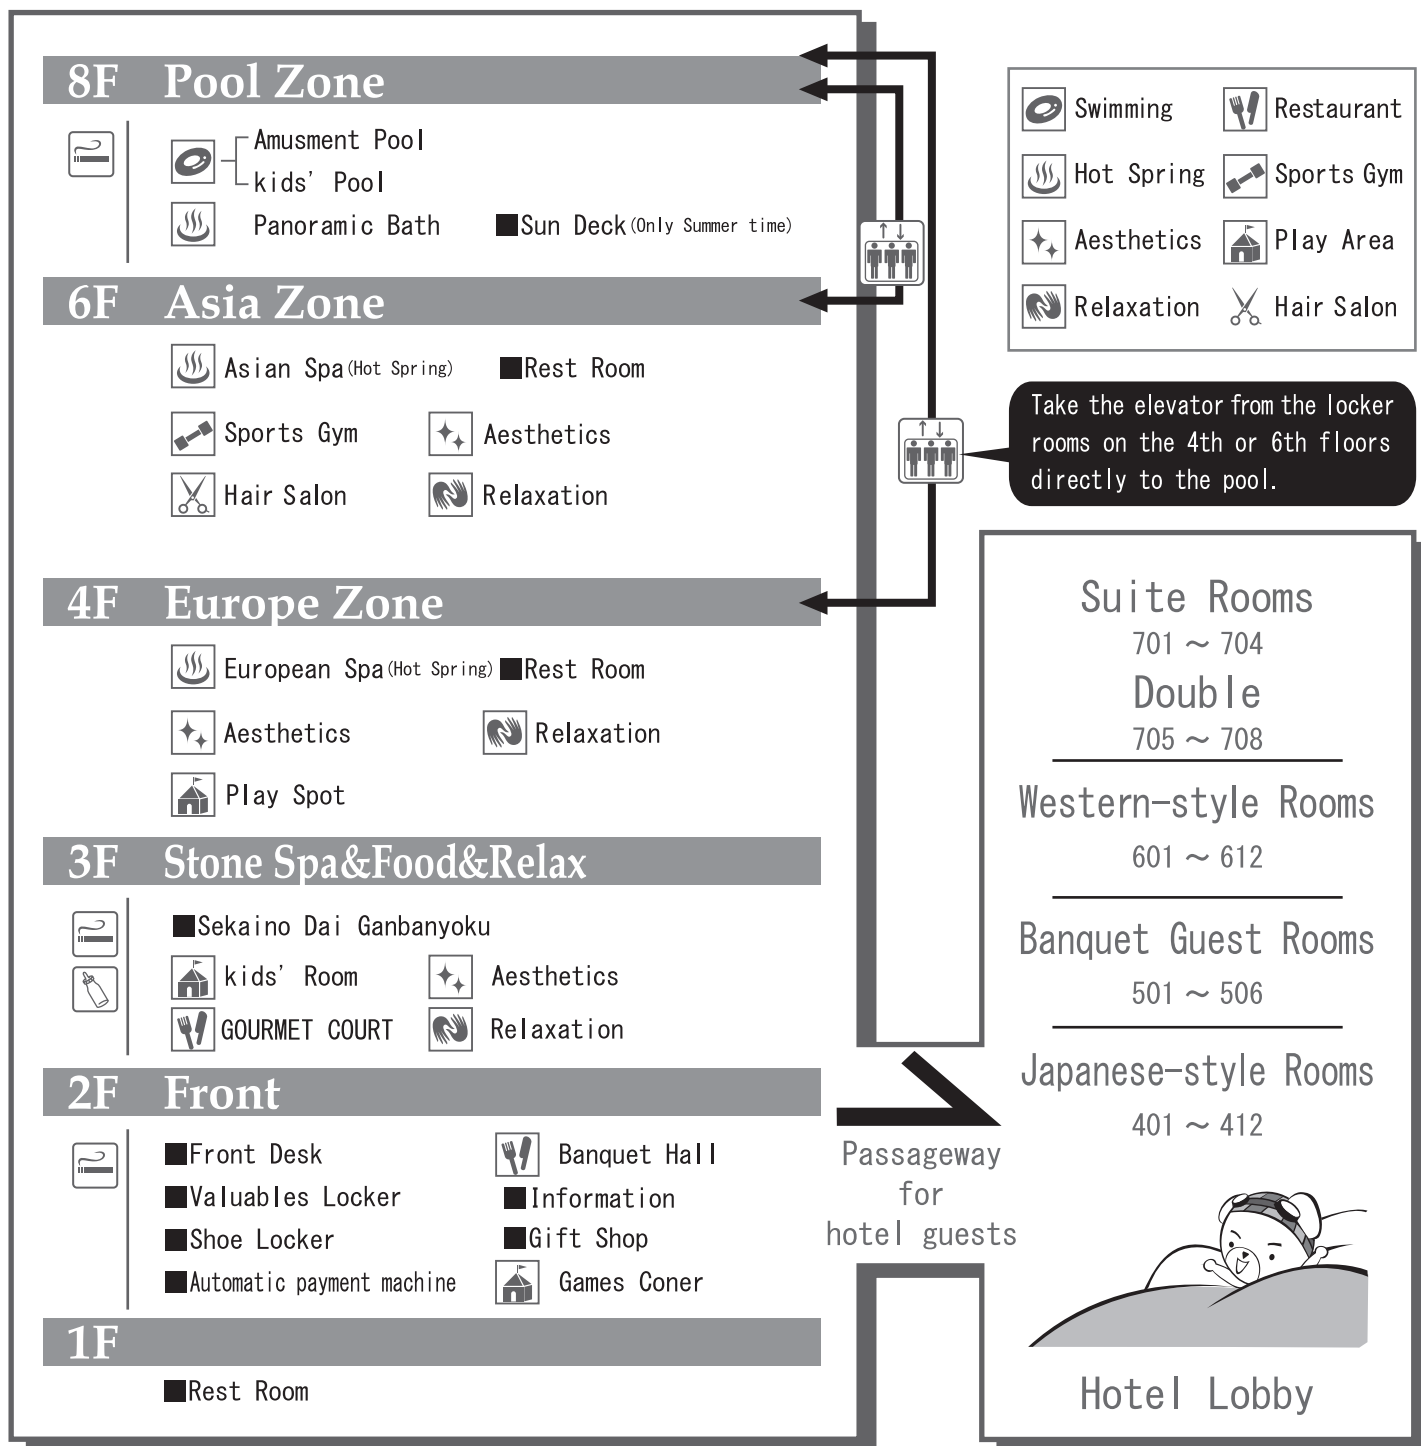 8F Pool Zone
Amusment Pool
kids' Pool
Panoramic Bath ■Sun Deck(Only Summer time)
6F Asia Zone
Asian Spa(Hot Spring) ■Rest Room
Sports Gym Aesthetics
Hair Salon Relaxation
4F Europe Zone
European Spa(Hot Spring) ■Rest Room
Aesthetics Relaxation
Play Spot
3F Stone Spa&Food&Relax
■Sekaino Dai Ganbanyoku
kids' Room Aesthetics
GOURMET COURT Relaxation
2F Front
■Front Desk Banquet Hall
■Valuables Locker ■Information
■Shoe Locker ■Gift Shop
■Automatic payment machine Games Coner
1F
■Rest Room
Swimming Restaurant
Hot Spring Sports Gym
Aesthetics Play Area
Relaxation Hair Salon
Take the elevator from the locker
rooms on the 4th or 6th floors
directly to the pool.
Passageway
for
hotel guests
Suite Rooms
701 ～ 704
Double
705 ～ 708
Western-style Rooms
601 ～ 612
Banquet Guest Rooms
501 ～ 506
Japanese-style Rooms
401 ～ 412
Hotel Lobby